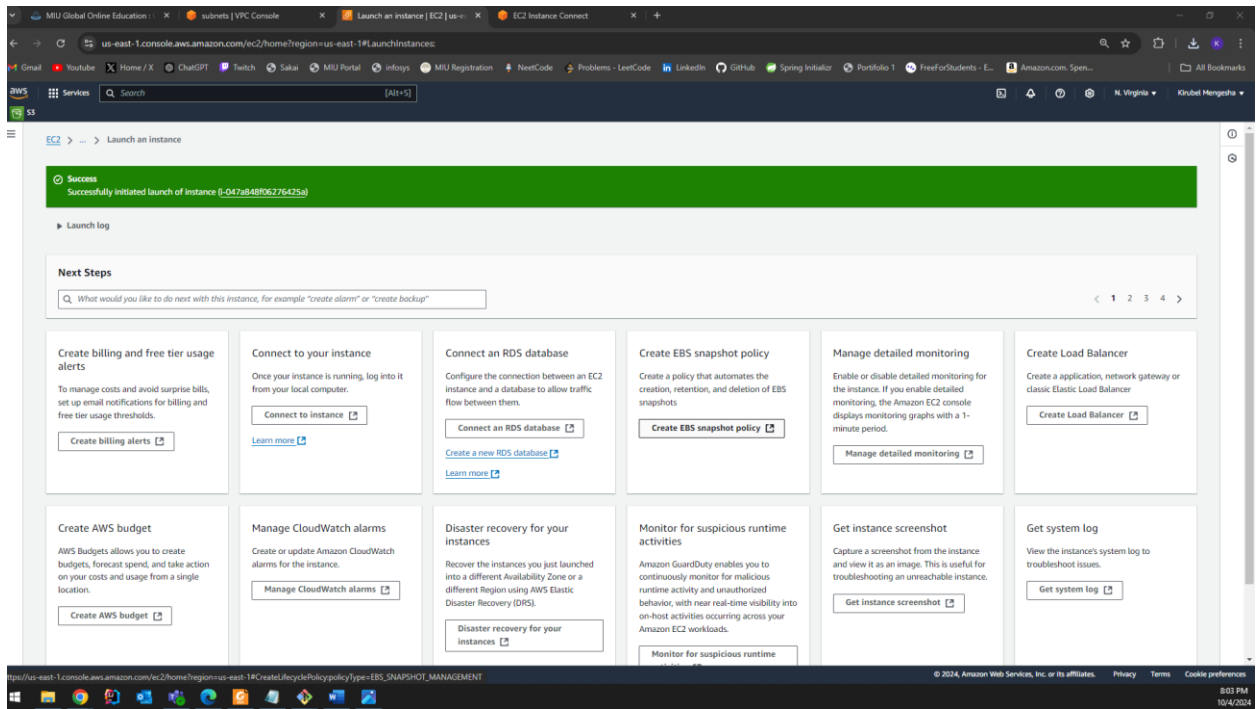 MIU Global Online Education :
subnets | VPC Console
Launch an instance | EC2 | us-e
EC2 Instance Connect
us-east-1.console.aws.amazon.com/ec2/home?region=us-east-1#LaunchInstances:
Gmail Youtube Home / X ChatGPT Twitch Sakai MIU Portal infosys MIU Registration NeetCode Problems - LeetCode LinkedIn GitHub Spring Initializr Portifolio 1 FreeForStudents - E... Amazon.com. Spen... All Bookmarks
aws Services Search [Alt+S] N. Virginia Kirubel Mengesha
S3
EC2 > ... > Launch an instance
Success
Successfully initiated launch of instance (i-047a848f06276425a)
Launch log
Next Steps
What would you like to do next with this instance, for example "create alarm" or "create backup"
< 1 2 3 4 >
Create billing and free tier usage
alerts
To manage costs and avoid surprise bills,
set up email notifications for billing and
free tier usage thresholds.
Create billing alerts
Connect to your instance
Once your instance is running, log into it
from your local computer.
Connect to instance
Learn more
Connect an RDS database
Configure the connection between an EC2
instance and a database to allow traffic
flow between them.
Connect an RDS database
Create a new RDS database
Learn more
Create EBS snapshot policy
Create a policy that automates the
creation, retention, and deletion of EBS
snapshots
Create EBS snapshot policy
Manage detailed monitoring
Enable or disable detailed monitoring for
the instance. If you enable detailed
monitoring, the Amazon EC2 console
displays monitoring graphs with a 1-
minute period.
Manage detailed monitoring
Create Load Balancer
Create a application, network gateway or
classic Elastic Load Balancer
Create Load Balancer
Create AWS budget
AWS Budgets allows you to create
budgets, forecast spend, and take action
on your costs and usage from a single
location.
Create AWS budget
Manage CloudWatch alarms
Create or update Amazon CloudWatch
alarms for the instance.
Manage CloudWatch alarms
Disaster recovery for your
instances
Recover the instances you just launched
into a different Availability Zone or a
different Region using AWS Elastic
Disaster Recovery (DRS).
Disaster recovery for your
instances
Monitor for suspicious runtime
activities
Amazon GuardDuty enables you to
continuously monitor for malicious
runtime activity and unauthorized
behavior, with near real-time visibility into
on-host activities occurring across your
Amazon EC2 workloads.
Monitor for suspicious runtime
Get instance screenshot
Capture a screenshot from the instance
and view it as an image. This is useful for
troubleshooting an unreachable instance.
Get instance screenshot
Get system log
View the instance's system log to
troubleshoot issues.
Get system log
ttps://us-east-1.console.aws.amazon.com/ec2/home?region=us-east-1#CreateLifecyclePolicy:policyType=EBS_SNAPSHOT_MANAGEMENT
© 2024, Amazon Web Services, Inc. or its affiliates. Privacy Terms Cookie preferences
8:03 PM
10/4/2024